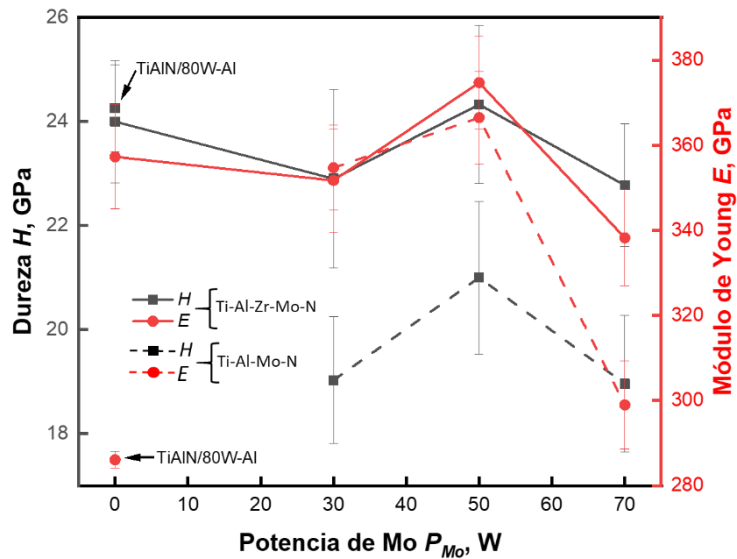 26
24
22
20
18
Dureza H, GPa
380
360
340
320
300
280
Módulo de Young E, GPa
TiAlN/80W-Al
H
E
Ti-Al-Zr-Mo-N
H
E
Ti-Al-Mo-N
TiAlN/80W-Al
0 10 20 30 40 50 60 70
Potencia de Mo P_Mo, W